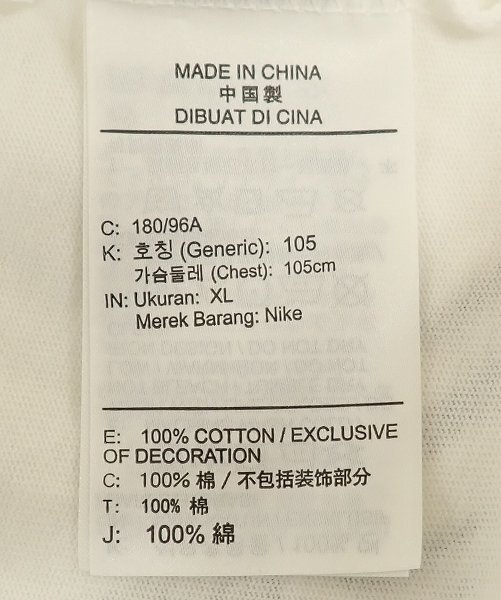 MADE IN CHINA
中国製
DIBUAT DI CINA
C: 180/96A
K: 호칭 (Generic): 105
가슴둘레 (Chest): 105cm
IN: Ukuran: XL
Merek Barang: Nike
E: 100% COTTON / EXCLUSIVE
OF DECORATION
C: 100% 棉 / 不包括装饰部分
T: 100% 棉
J: 100% 綿